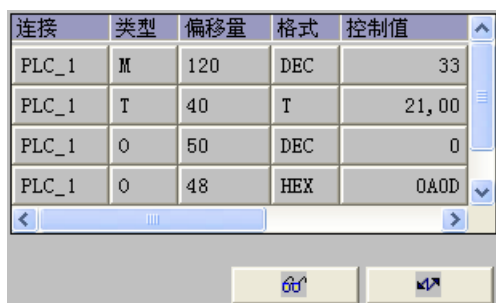 连接 类型 偏移量 格式 控制值
PLC_1 M 120 DEC 33
PLC_1 T 40 T 21,00
PLC_1 O 50 DEC 0
PLC_1 O 48 HEX 0A0D